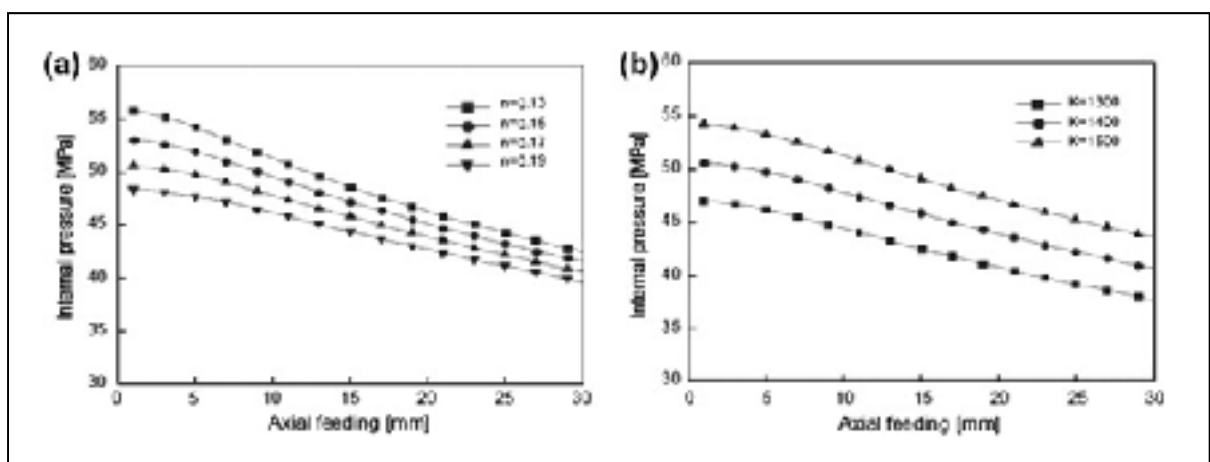 (a)
60
55
50
45
40
35
30
Internal pressure [MPa]
n=0.13
n=0.15
n=0.17
n=0.19
0 5 10 15 20 25 30
Axial feeding [mm]
(b)
60
55
50
45
40
35
30
Internal pressure [MPa]
K=1300
K=1400
K=1500
0 5 10 15 20 25 30
Axial feeding [mm]